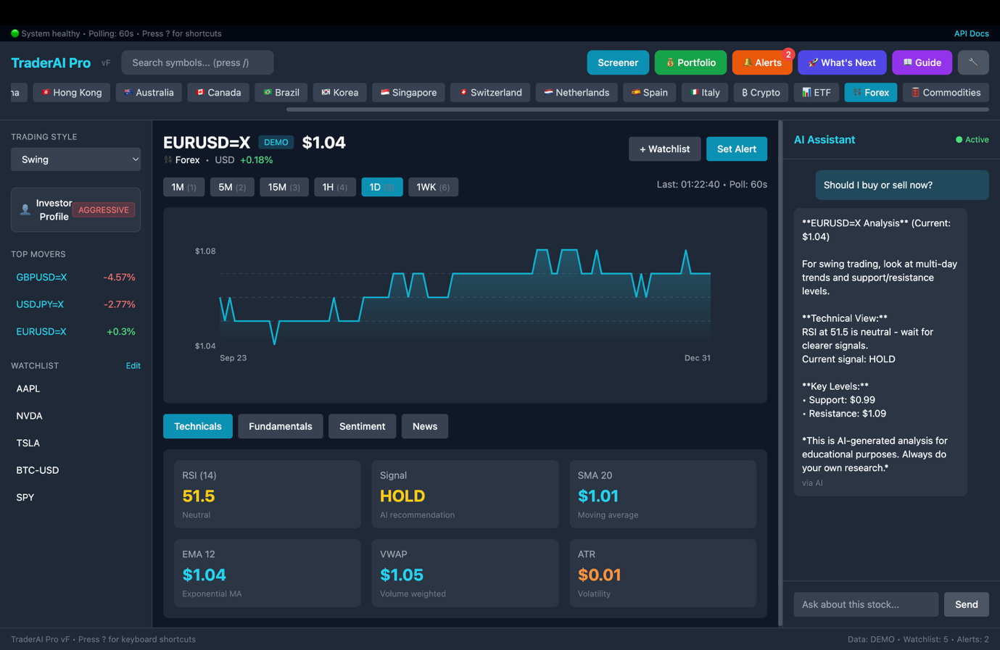 System healthy • Polling: 60s • Press ? for shortcuts
API Docs
TraderAI Pro vF
Search symbols... (press /)
Screener
Portfolio
Alerts 2
What's Next
Guide
na
Hong Kong
Australia
Canada
Brazil
Korea
Singapore
Switzerland
Netherlands
Spain
Italy
₿ Crypto
ETF
Forex
Commodities
TRADING STYLE
Swing
Investor
Profile
AGGRESSIVE
TOP MOVERS
GBPUSD=X -4.57%
USDJPY=X -2.77%
EURUSD=X +0.3%
WATCHLIST Edit
AAPL
NVDA
TSLA
BTC-USD
SPY
EURUSD=X DEMO $1.04
Forex • USD +0.18%
+ Watchlist
Set Alert
1M (1)
5M (2)
15M (3)
1H (4)
1D (5)
1WK (6)
Last: 01:22:40 • Poll: 60s
$1.08
$1.04
Sep 23
Dec 31
Technicals
Fundamentals
Sentiment
News
RSI (14)
51.5
Neutral
Signal
HOLD
AI recommendation
SMA 20
$1.01
Moving average
EMA 12
$1.04
Exponential MA
VWAP
$1.05
Volume weighted
ATR
$0.01
Volatility
AI Assistant
Active
Should I buy or sell now?
**EURUSD=X Analysis** (Current:
$1.04)
For swing trading, look at multi-day
trends and support/resistance
levels.
**Technical View:**
RSI at 51.5 is neutral - wait for
clearer signals.
Current signal: HOLD
**Key Levels:**
• Support: $0.99
• Resistance: $1.09
*This is AI-generated analysis for
educational purposes. Always do
your own research.*
via AI
Ask about this stock...
Send
TraderAI Pro vF • Press ? for keyboard shortcuts
Data: DEMO • Watchlist: 5 • Alerts: 2